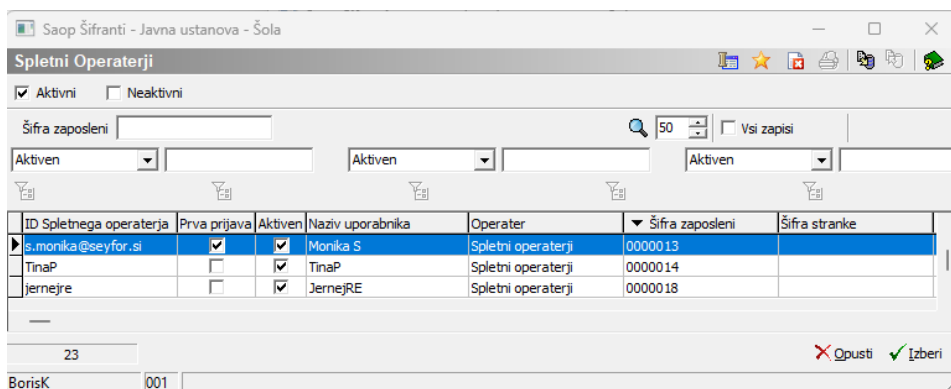 Saop Šifranti - Javna ustanova - Šola
Spletni Operaterji
Aktivni Neaktivni
Šifra zaposleni 50 Vsi zapisi
Aktiven Aktiven Aktiven
ID Spletnega operaterja Prva prijava Aktiven Naziv uporabnika Operater Šifra zaposleni Šifra stranke
s.monika@seyfor.si Monika S Spletni operaterji 0000013
TinaP TinaP Spletni operaterji 0000014
jernejre JernejRE Spletni operaterji 0000018
23 Opusti Izberi
BorisK 001